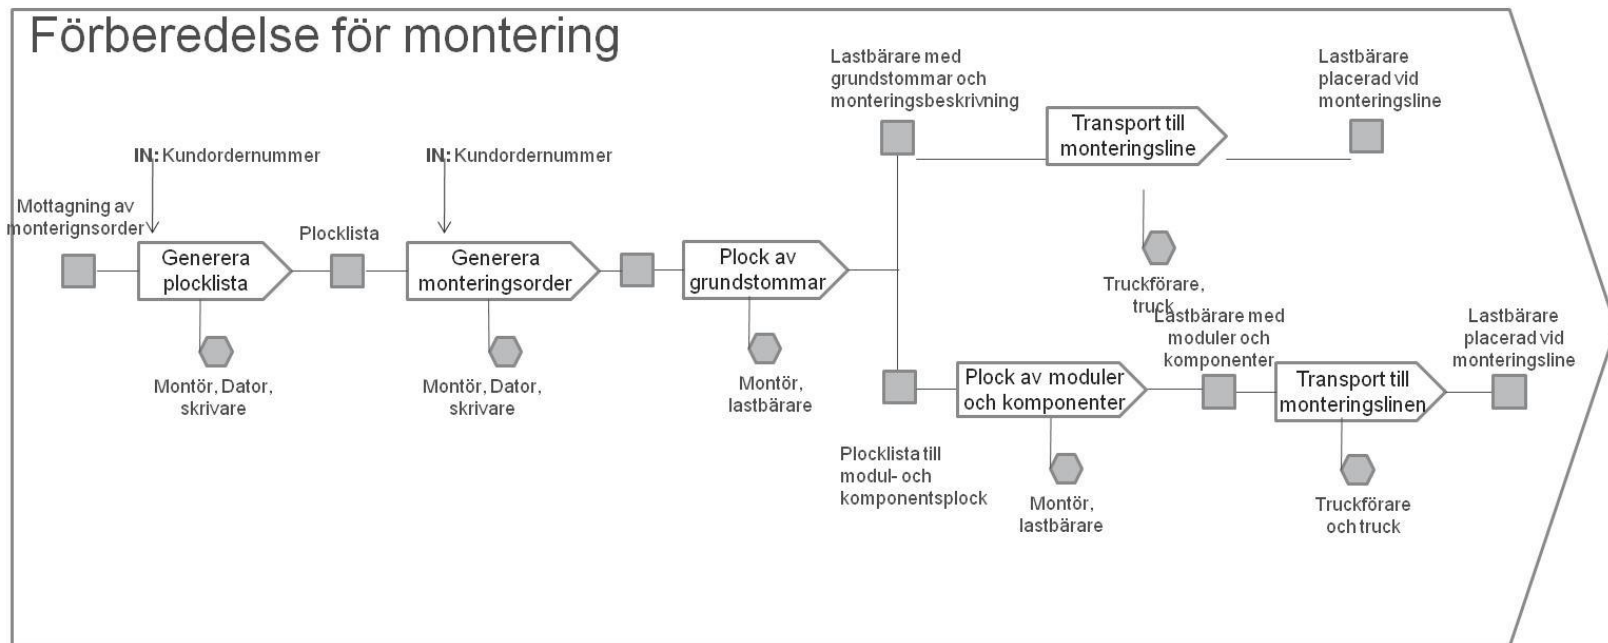 Förberedelse för montering
Lastbärare med
grundstommar och
monteringsbeskrivning
Lastbärare
placerad vid
monteringsline
Transport till
monteringsline
IN: Kundordernummer
IN: Kundordernummer
Mottagning av
monterignsorder
Plocklista
Generera
plocklista
Generera
monteringsorder
Plock av
grundstommar
Truckförare,
truck
Lastbärare med
moduler och
komponenter
Lastbärare
placerad vid
monteringsline
Montör, Dator,
skrivare
Montör, Dator,
skrivare
Montör,
lastbärare
Plock av moduler
och komponenter
Transport till
monteringslinen
Plocklista till
modul- och
komponentsplock
Montör,
lastbärare
Truckförare
och truck